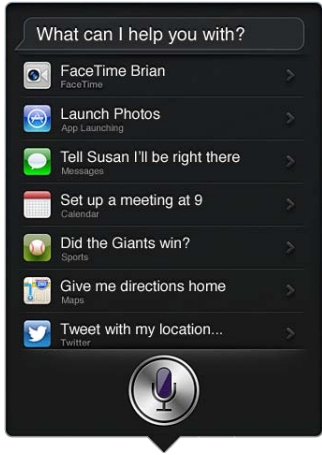 What can I help you with?
FaceTime Brian
FaceTime
Launch Photos
App Launching
Tell Susan I'll be right there
Messages
Set up a meeting at 9
Calendar
Did the Giants win?
Sports
Give me directions home
Maps
Tweet with my location...
Twitter